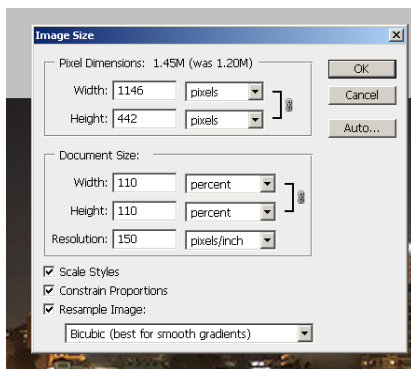 Image Size
Pixel Dimensions: 1.45M (was 1.20M)
Width: 1146 pixels
Height: 442 pixels
OK
Cancel
Auto...
Document Size:
Width: 110 percent
Height: 110 percent
Resolution: 150 pixels/inch
Scale Styles
Constrain Proportions
Resample Image:
Bicubic (best for smooth gradients)